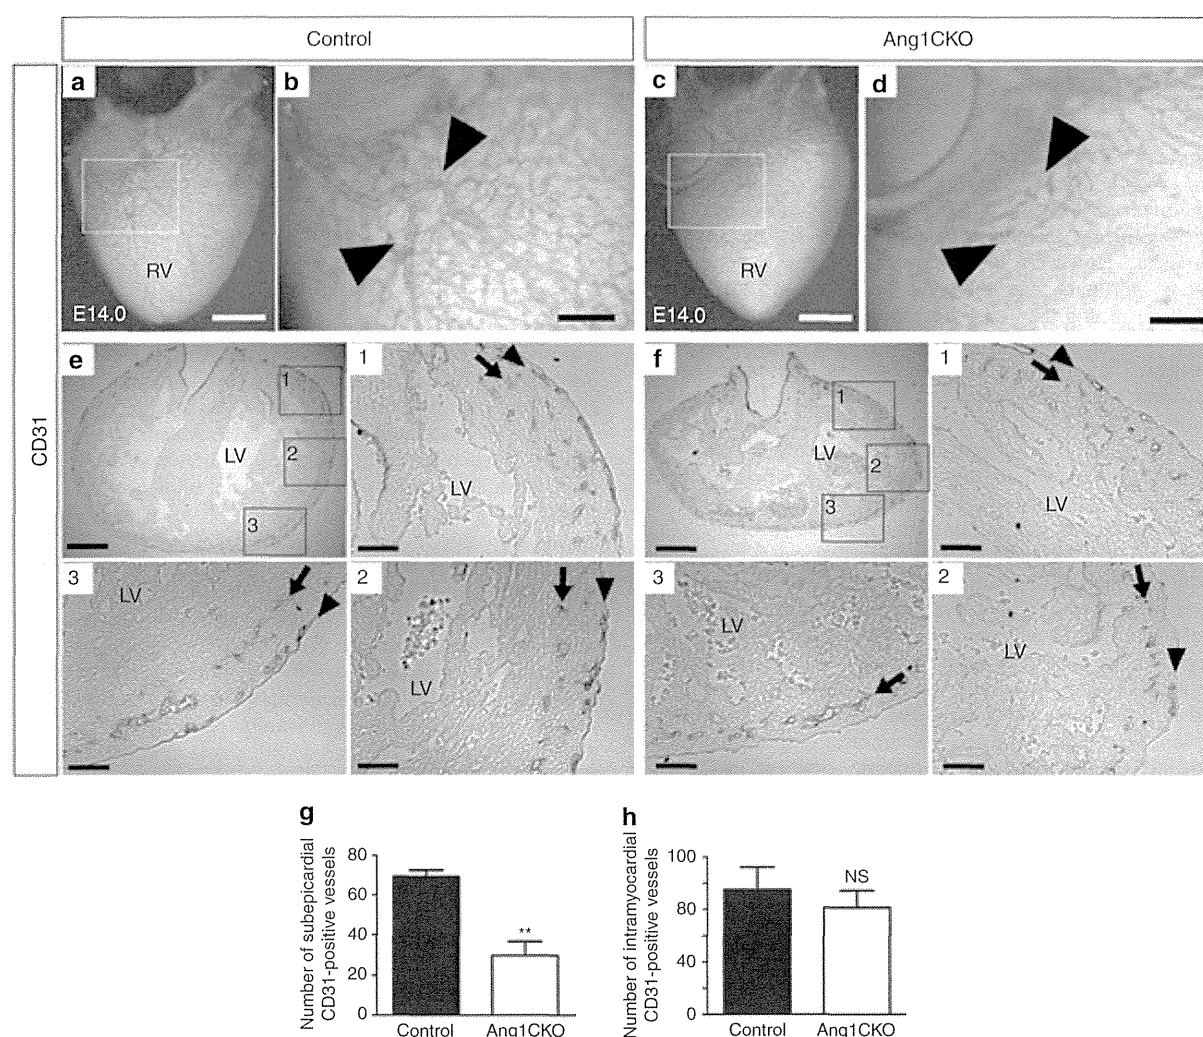 Control
Ang1CKO
CD31
a
RV
E14.0
b
c
RV
E14.0
d
e
LV
1
2
3
1
LV
f
LV
1
2
3
1
LV
3
LV
2
LV
3
LV
2
LV
g
Number of subepicardial
CD31-positive vessels
80
60
40
20
0
**
Control
Ang1CKO
h
Number of intramyocardial
CD31-positive vessels
100
80
40
0
NS
Control
Ang1CKO